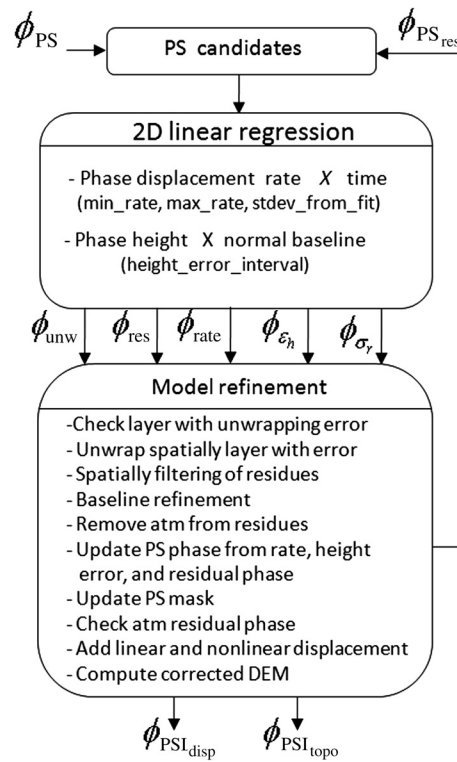 ϕPS
PS candidates
ϕPSres
2D linear regression
- Phase displacement rate X time
(min_rate, max_rate, stdev_from_fit)
- Phase height X normal baseline
(height_error_interval)
ϕunw ϕres ϕrate ϕεh ϕσγ
Model refinement
-Check layer with unwrapping error
- Unwrap spatially layer with error
- Spatially filtering of residues
- Baseline refinement
- Remove atm from residues
- Update PS phase from rate, height
error, and residual phase
- Update PS mask
- Check atm residual phase
- Add linear and nonlinear displacement
- Compute corrected DEM
ϕPSIdisp ϕPSItopo